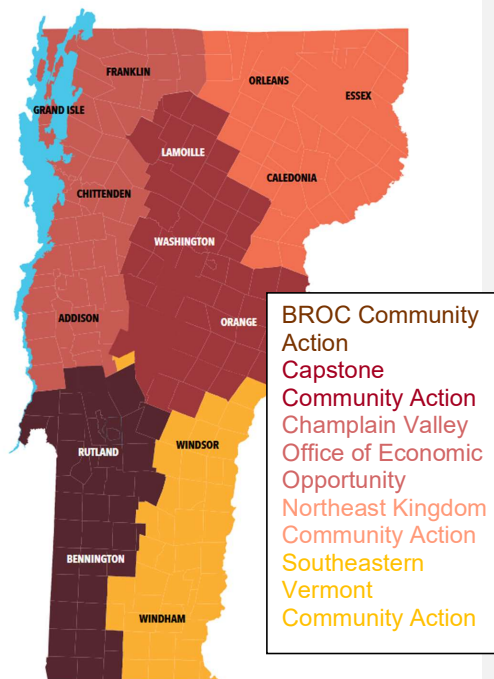 FRANKLIN
ORLEANS
ESSEX
GRAND ISLE
LAMOILLE
CALEDONIA
CHITTENDEN
WASHINGTON
ADDISON
ORANGE
BROC Community
Action
Capstone
Community Action
Champlain Valley
Office of Economic
Opportunity
Northeast Kingdom
Community Action
Southeastern
Vermont
Community Action
WINDSOR
RUTLAND
BENNINGTON
WINDHAM